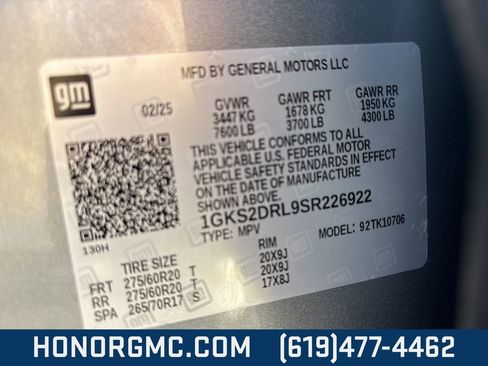 MFD BY GENERAL MOTORS LLC
gm
02/25
GVWR GAWR FRT GAWR RR
3447 KG 1678 KG 1950 KG
7600 LB 3700 LB 4300 LB
THIS VEHICLE CONFORMS TO ALL
APPLICABLE U.S. FEDERAL MOTOR
VEHICLE SAFETY STANDARDS IN EFFECT
ON THE DATE OF MANUFACTURE
1GKS2DRL9SR226922
TYPE: MPV MODEL: 92TK10706
130H
TIRE SIZE RIM
FRT 275/60R20 T 20X9J
RR 275/60R20 T 20X9J
SPA 265/70R17 S 17X8J
HONORGMC.COM (619)477-4462